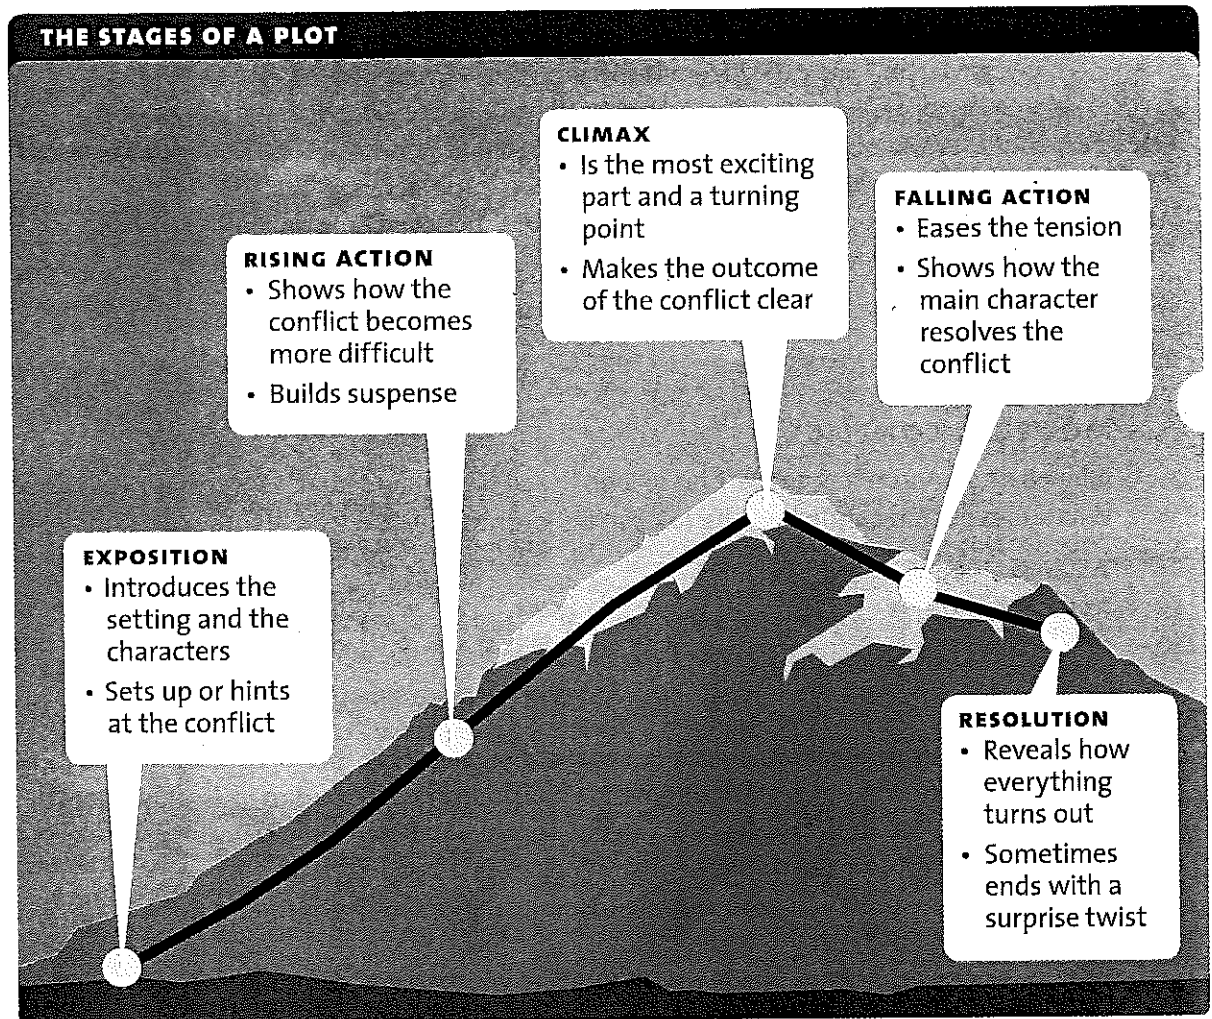 THE STAGES OF A PLOT
EXPOSITION
• Introduces the
setting and the
characters
• Sets up or hints
at the conflict
RISING ACTION
• Shows how the
conflict becomes
more difficult
• Builds suspense
CLIMAX
• Is the most exciting
part and a turning
point
• Makes the outcome
of the conflict clear
FALLING ACTION
• Eases the tension
• Shows how the
main character
resolves the
conflict
RESOLUTION
• Reveals how
everything
turns out
• Sometimes
ends with a
surprise twist